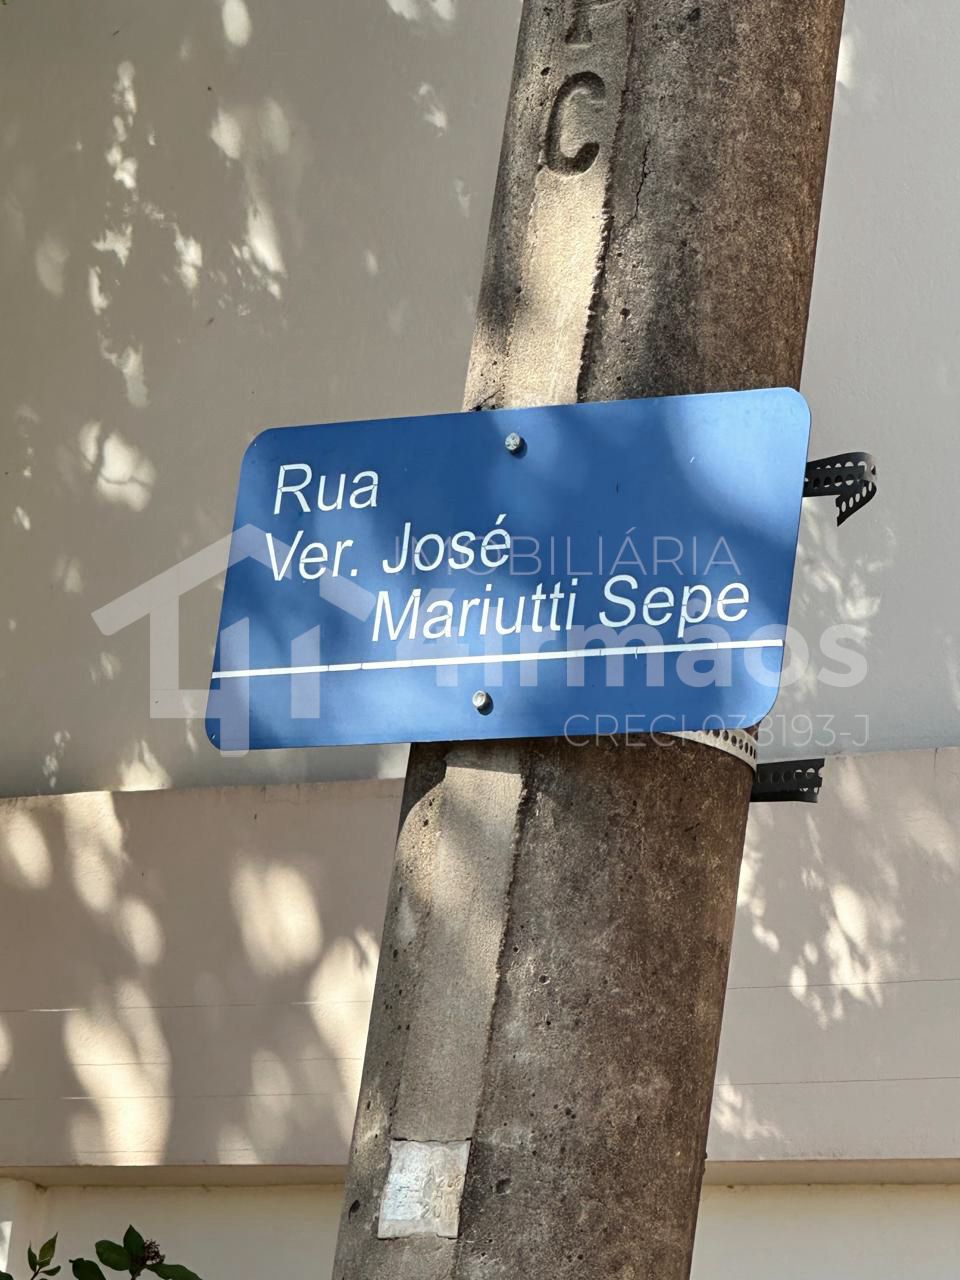 C
Rua
Ver. José
Mariutti Sepe
IMOBILIÁRIA
4irmãos
CRECI 038193-J